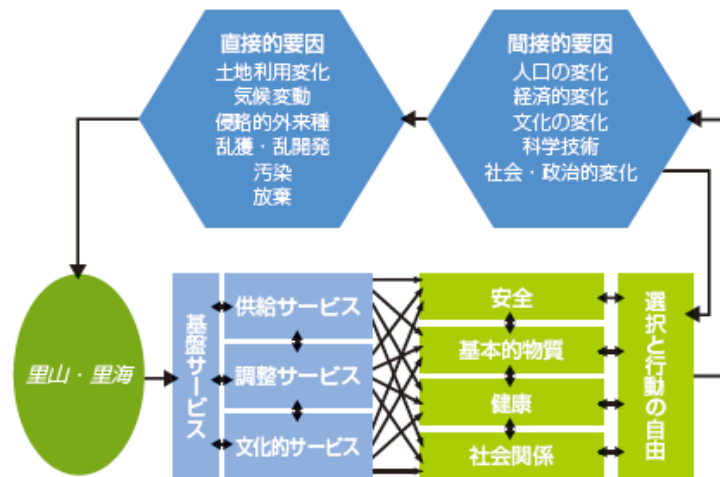 直接的要因
土地利用変化
気候変動
侵略的外来種
乱獲・乱開発
汚染
放棄
間接的要因
人口の変化
経済的変化
文化の変化
科学技術
社会・政治的変化
里山・里海
基盤サービス
供給サービス
調整サービス
文化的サービス
安全
基本的物質
健康
社会関係
選択と行動の自由